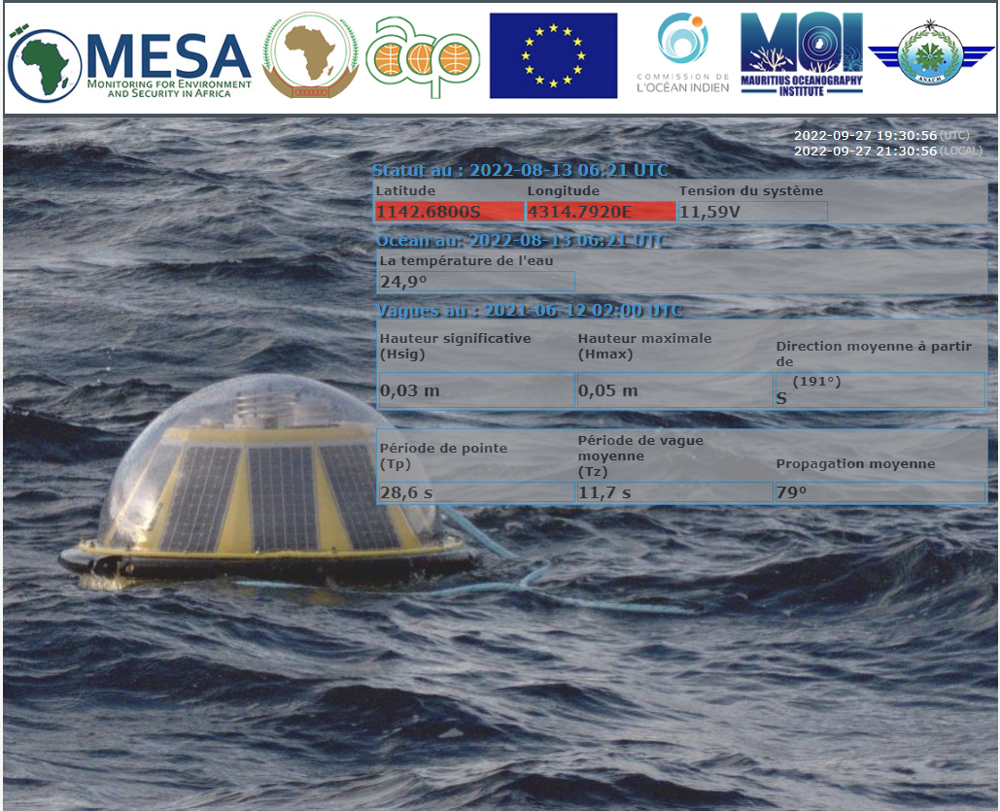 MESA
MONITORING FOR ENVIRONMENT
AND SECURITY IN AFRICA
acp
COMMISSION DE
L'OCÉAN INDIEN
MOI
MAURITIUS OCEANOGRAPHY
INSTITUTE
ANACM
2022-09-27 19:30:56 (UTC)
2022-09-27 21:30:56 (LOCAL)
Statut au : 2022-08-13 06:21 UTC
Latitude Longitude Tension du système
1142.6800S 4314.7920E 11,59V
Océan au: 2022-08-13 06:21 UTC
La température de l'eau
24,9º
Vagues au : 2021-06-12 02:00 UTC
Hauteur significative
(Hsig)
Hauteur maximale
(Hmax)
Direction moyenne à partir
de
0,03 m 0,05 m
(191°)
S
Période de pointe
(Tp)
Période de vague
moyenne
(Tz)
Propagation moyenne
28,6 s 11,7 s 79º